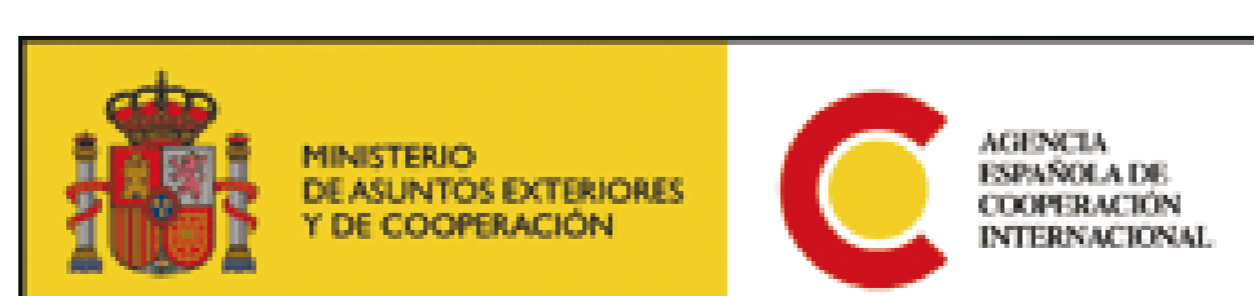 MINISTERIO
DE ASUNTOS EXTERIORES
Y DE COOPERACIÓN
AGENCIA
ESPAÑOLA DE
COOPERACIÓN
INTERNACIONAL